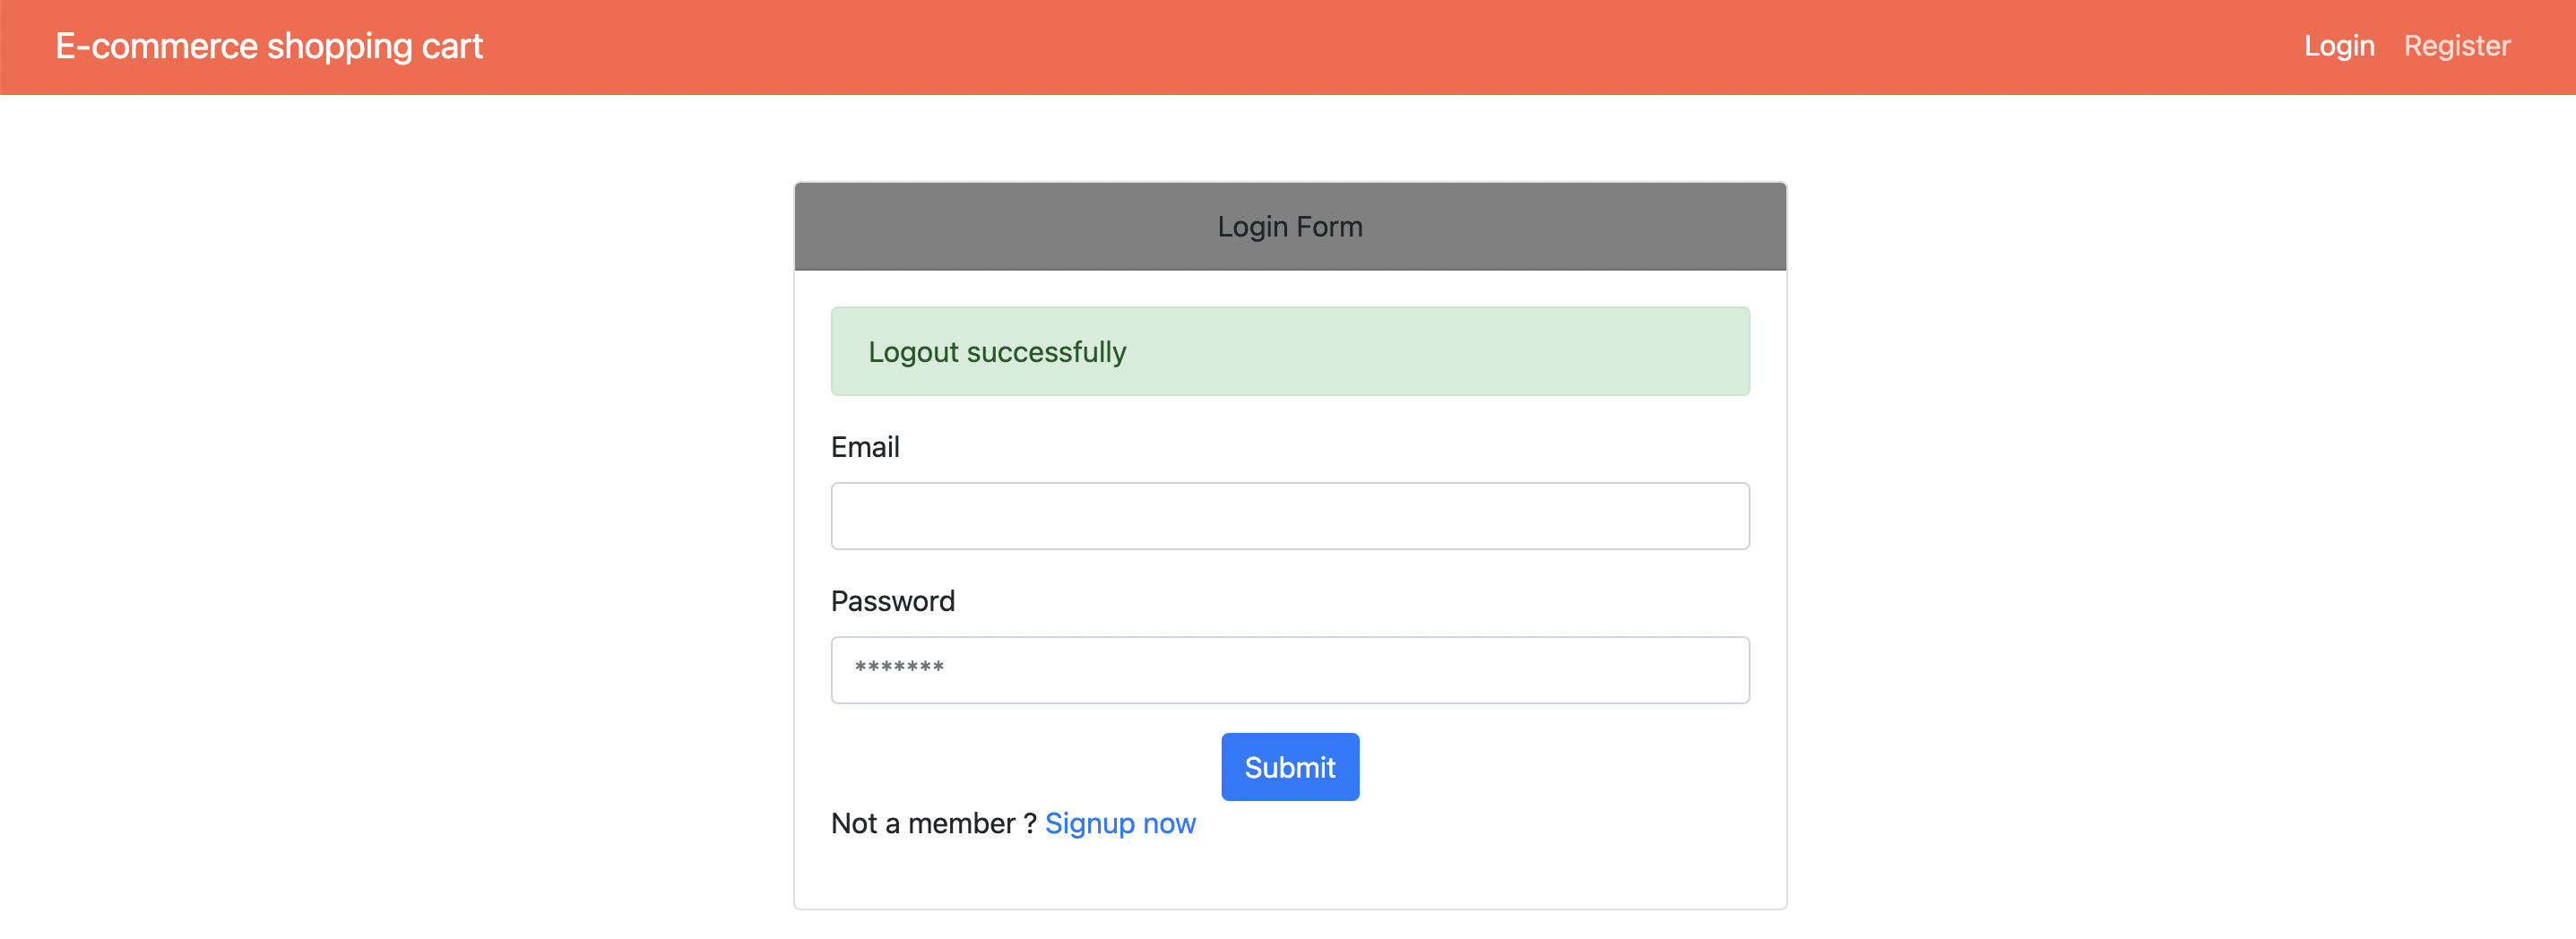 E-commerce shopping cart
Login Register
Login Form
Logout successfully
Email
Password
*******
Submit
Not a member ? Signup now